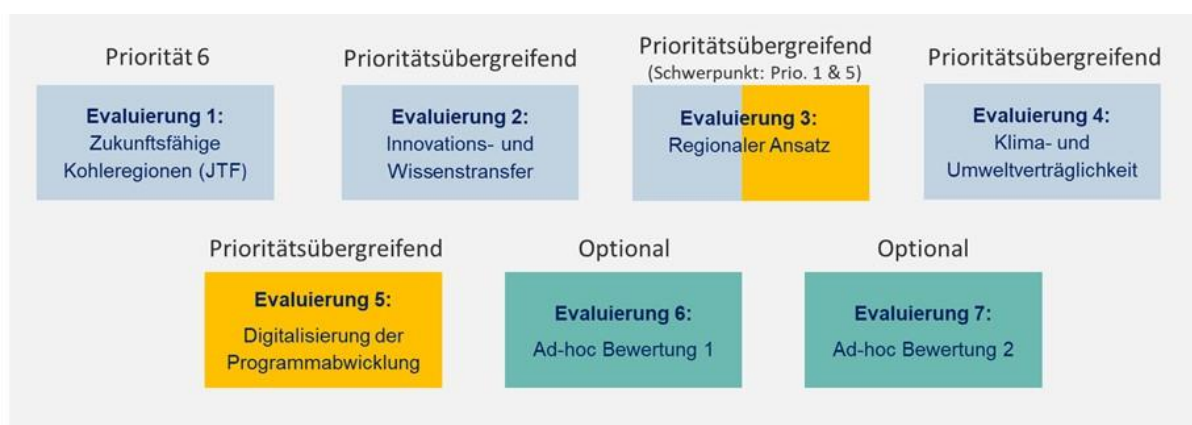 Priorität 6
Evaluierung 1:
Zukunftsfähige
Kohleregionen (JTF)
Prioritätsübergreifend
Evaluierung 2:
Innovations- und
Wissenstransfer
Prioritätsübergreifend
(Schwerpunkt: Prio. 1 & 5)
Evaluierung 3:
Regionaler Ansatz
Prioritätsübergreifend
Evaluierung 4:
Klima- und
Umweltverträglichkeit
Prioritätsübergreifend
Evaluierung 5:
Digitalisierung der
Programmabwicklung
Optional
Evaluierung 6:
Ad-hoc Bewertung 1
Optional
Evaluierung 7:
Ad-hoc Bewertung 2